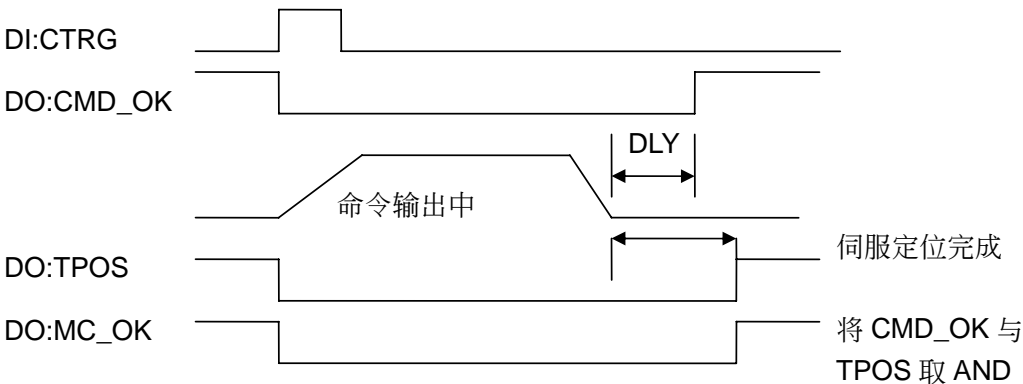 DI:CTRG
DO:CMD_OK
DLY
命令输出中
伺服定位完成
DO:TPOS
DO:MC_OK
将 CMD_OK 与
TPOS 取 AND